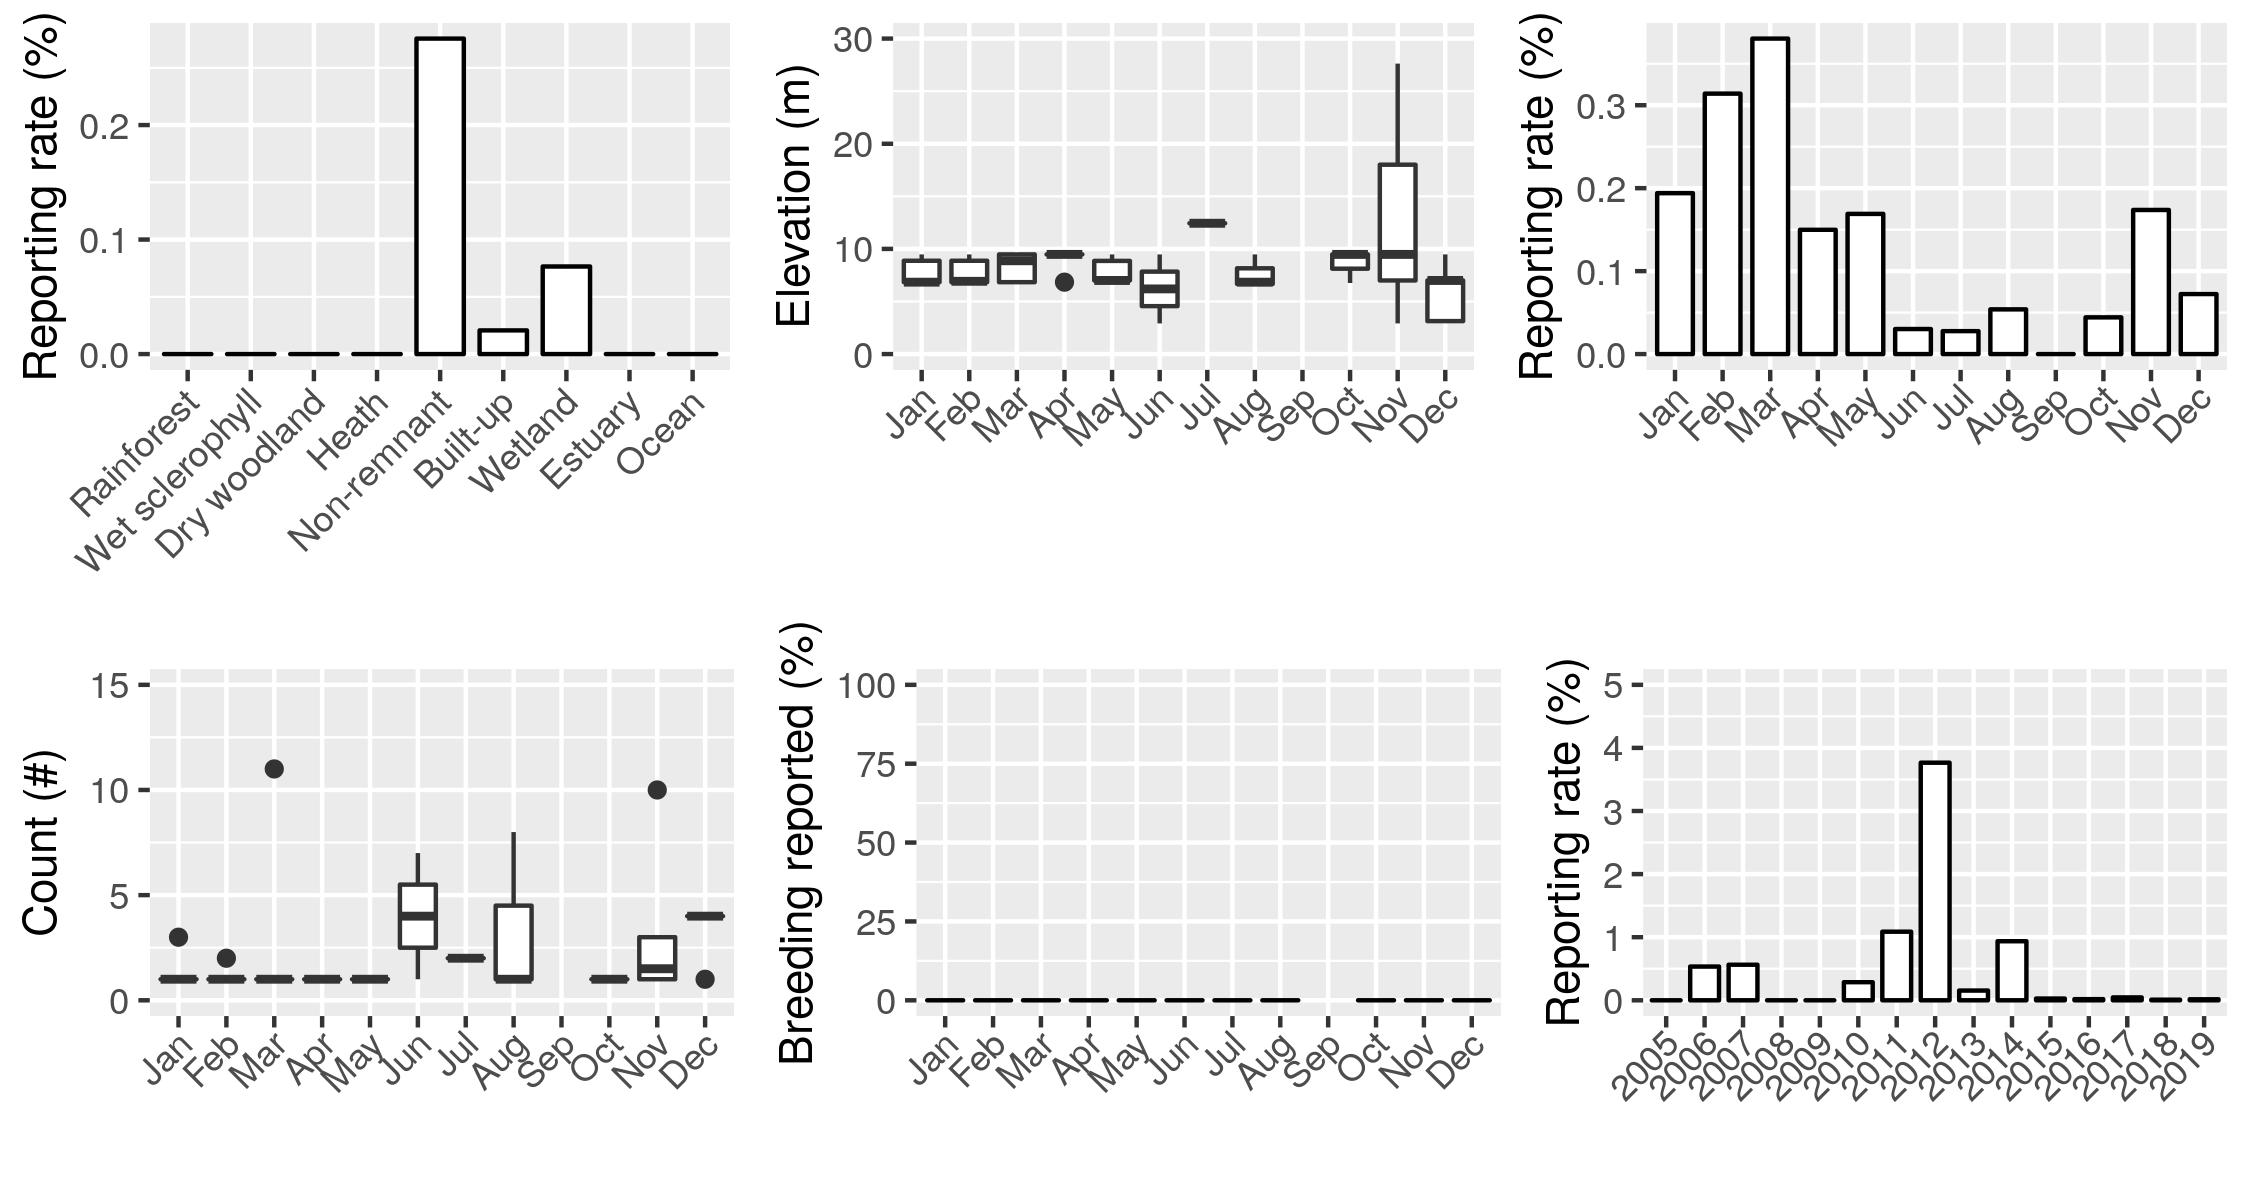 Reporting rate (%)
0.2
0.1
0.0
Rainforest
Wet sclerophyll
Dry woodland
Heath
Non-remnant
Built-up
Wetland
Estuary
Ocean
Elevation (m)
30
20
10
0
Jan
Feb
Mar
Apr
May
Jun
Jul
Aug
Sep
Oct
Nov
Dec
Reporting rate (%)
0.3
0.2
0.1
0.0
Jan
Feb
Mar
Apr
May
Jun
Jul
Aug
Sep
Oct
Nov
Dec
Count (#)
15
10
5
0
Jan
Feb
Mar
Apr
May
Jun
Jul
Aug
Sep
Oct
Nov
Dec
Breeding reported (%)
100
75
50
25
0
Jan
Feb
Mar
Apr
May
Jun
Jul
Aug
Sep
Oct
Nov
Dec
Reporting rate (%)
5
4
3
2
1
0
2005
2006
2007
2008
2009
2010
2011
2012
2013
2014
2015
2016
2017
2018
2019